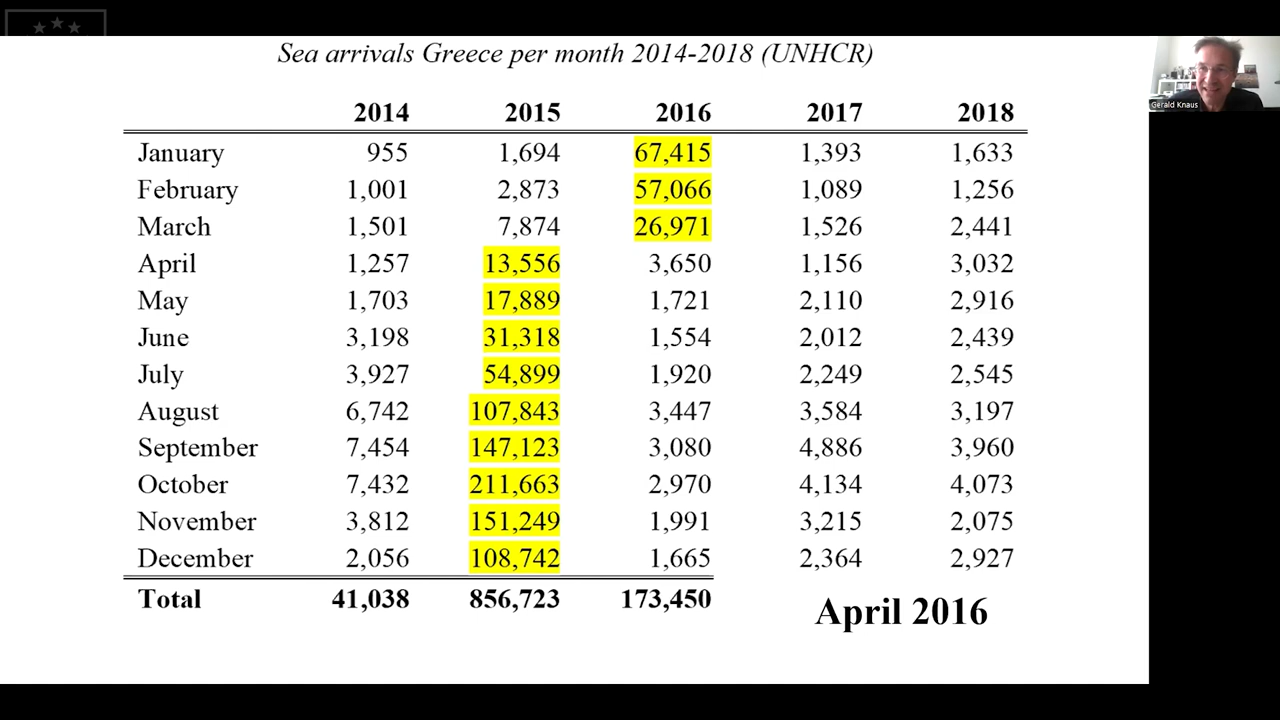 Sea arrivals Greece per month 2014-2018 (UNHCR)
2014 2015 2016 2017 2018
January 955 1,694 67,415 1,393 1,633
February 1,001 2,873 57,066 1,089 1,256
March 1,501 7,874 26,971 1,526 2,441
April 1,257 13,556 3,650 1,156 3,032
May 1,703 17,889 1,721 2,110 2,916
June 3,198 31,318 1,554 2,012 2,439
July 3,927 54,899 1,920 2,249 2,545
August 6,742 107,843 3,447 3,584 3,197
September 7,454 147,123 3,080 4,886 3,960
October 7,432 211,663 2,970 4,134 4,073
November 3,812 151,249 1,991 3,215 2,075
December 2,056 108,742 1,665 2,364 2,927
Total 41,038 856,723 173,450
April 2016
Gerald Knaus